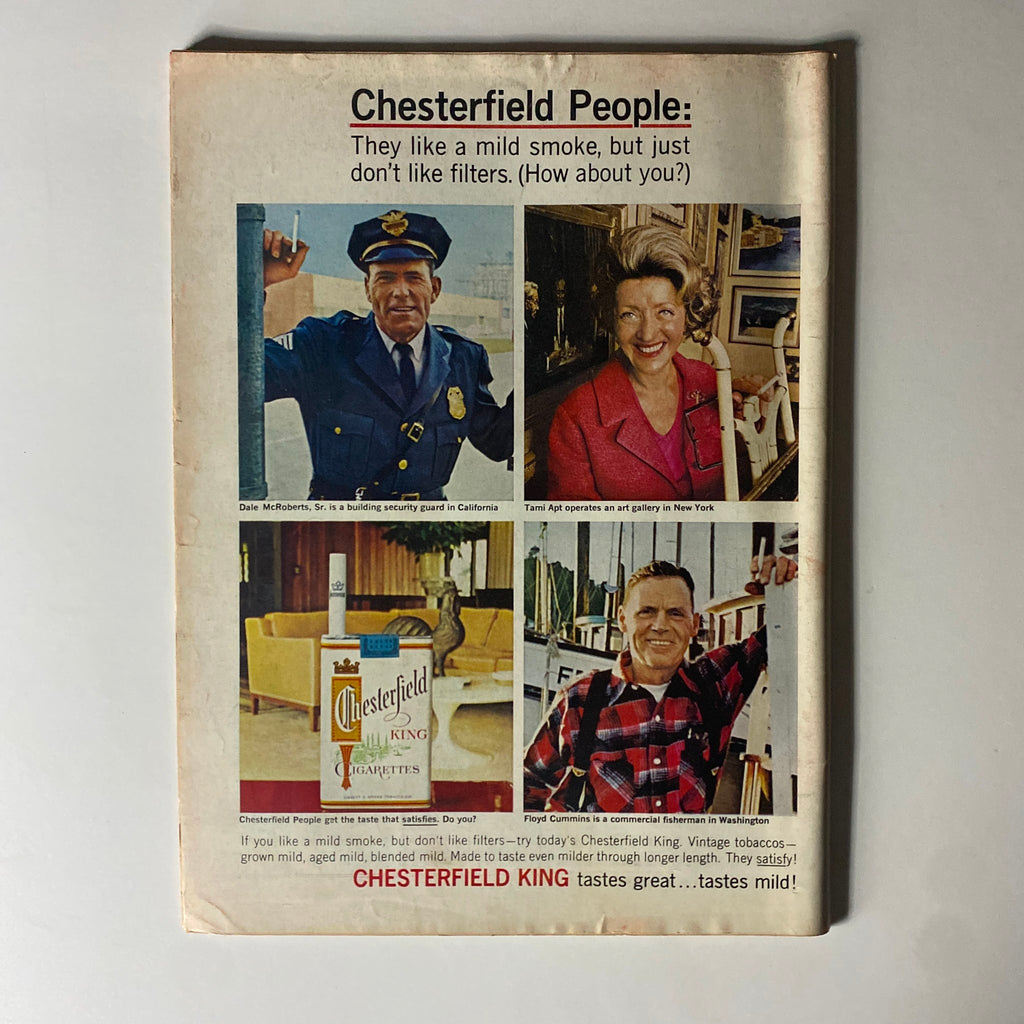 Chesterfield People:
They like a mild smoke, but just
don't like filters. (How about you?)
Dale McRoberts, Sr. is a building security guard in California
Tami Apt operates an art gallery in New York
Chesterfield
KING
CIGARETTES
Chesterfield People get the taste that satisfies. Do you?
Floyd Cummins is a commercial fisherman in Washington
If you like a mild smoke, but don't like filters—try today's Chesterfield King. Vintage tobaccos—
grown mild, aged mild, blended mild. Made to taste even milder through longer length. They satisfy!
CHESTERFIELD KING tastes great...tastes mild!